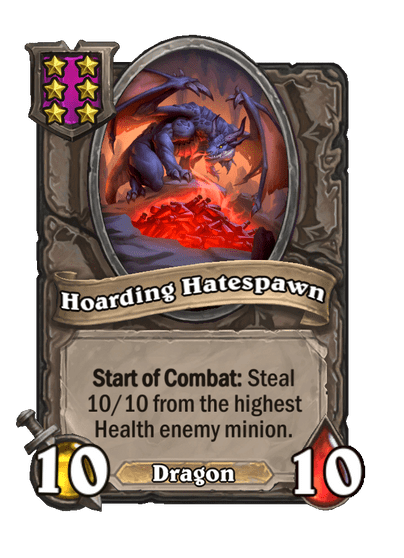 Hoarding Hatespawn
Start of Combat: Steal
10/10 from the highest
Health enemy minion.
10
Dragon
10